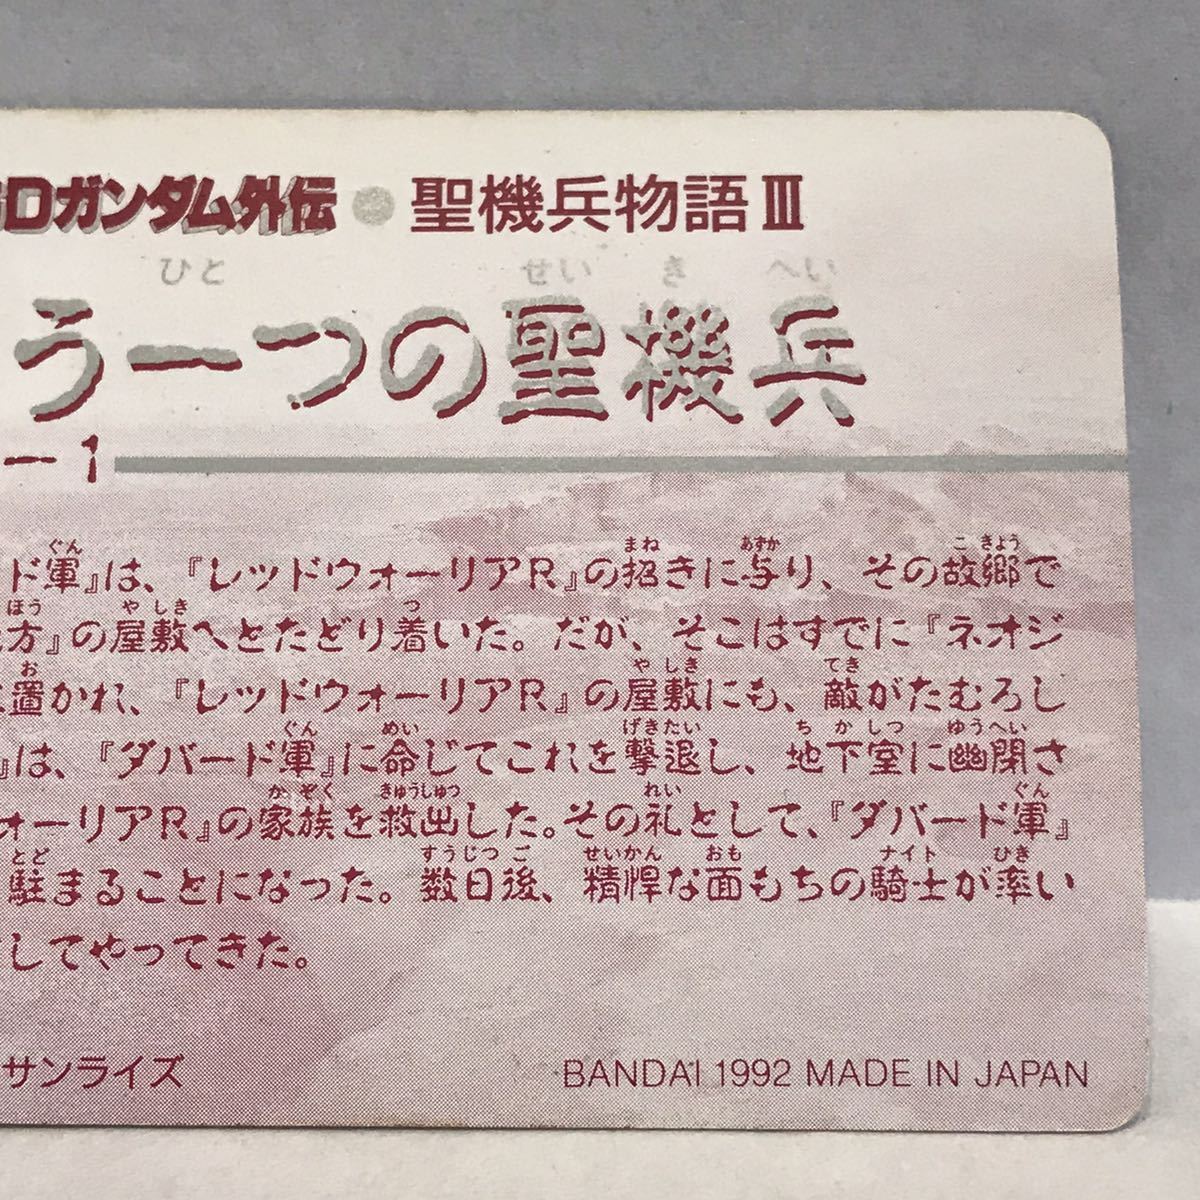 Dガンダム外伝●聖機兵物語Ⅲ
ひと せいきへい
う一つの聖機兵
ー1
ド軍』は、『レッドウォーリアR』の招きに与り、その故郷で
方』の屋敷へとたどり着いた。だが、そこはすでに『ネオジ
置かれ、『レッドウォーリアR』の屋敷にも、敵がたむろし
』は、『ダバード軍』に命じてこれを撃退し、地下室に幽閉さ
ォーリアR』の家族を救出した。その礼として、『ダバード軍』
駐まることになった。数日後、精悍な面もちの騎士が率い
してやってきた。
サンライズ
BANDAI 1992 MADE IN JAPAN